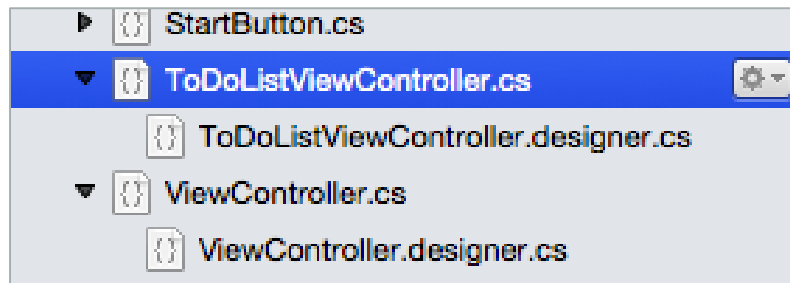 StartButton.cs
ToDoListViewController.cs
ToDoListViewController.designer.cs
ViewController.cs
ViewController.designer.cs